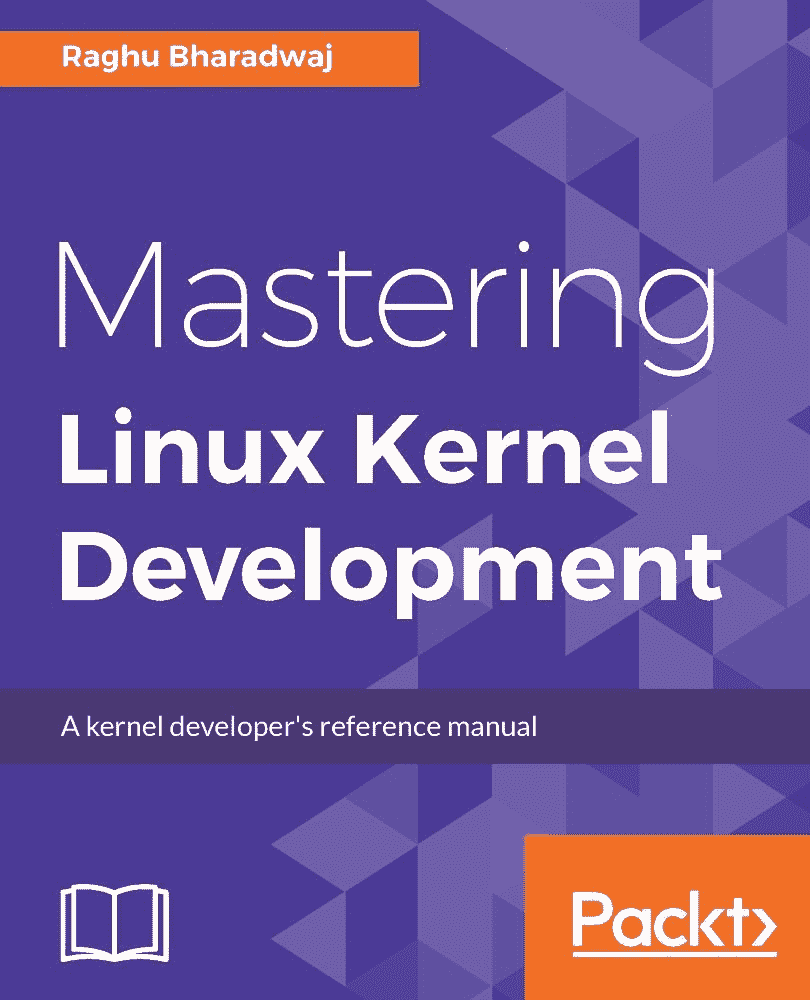 Raghu Bharadwaj
Mastering
Linux Kernel
Development
A kernel developer's reference manual
Packt>